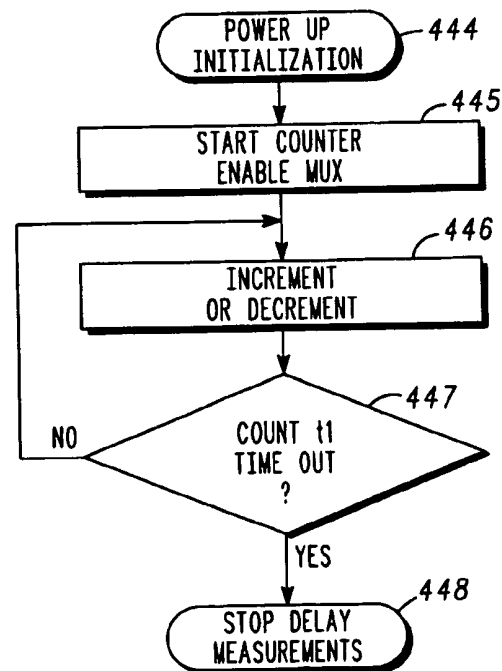 POWER UP
INITIALIZATION
444
445
START COUNTER
ENABLE MUX
446
INCREMENT
OR DECREMENT
447
COUNT t1
TIME OUT
?
NO
YES
448
STOP DELAY
MEASUREMENTS